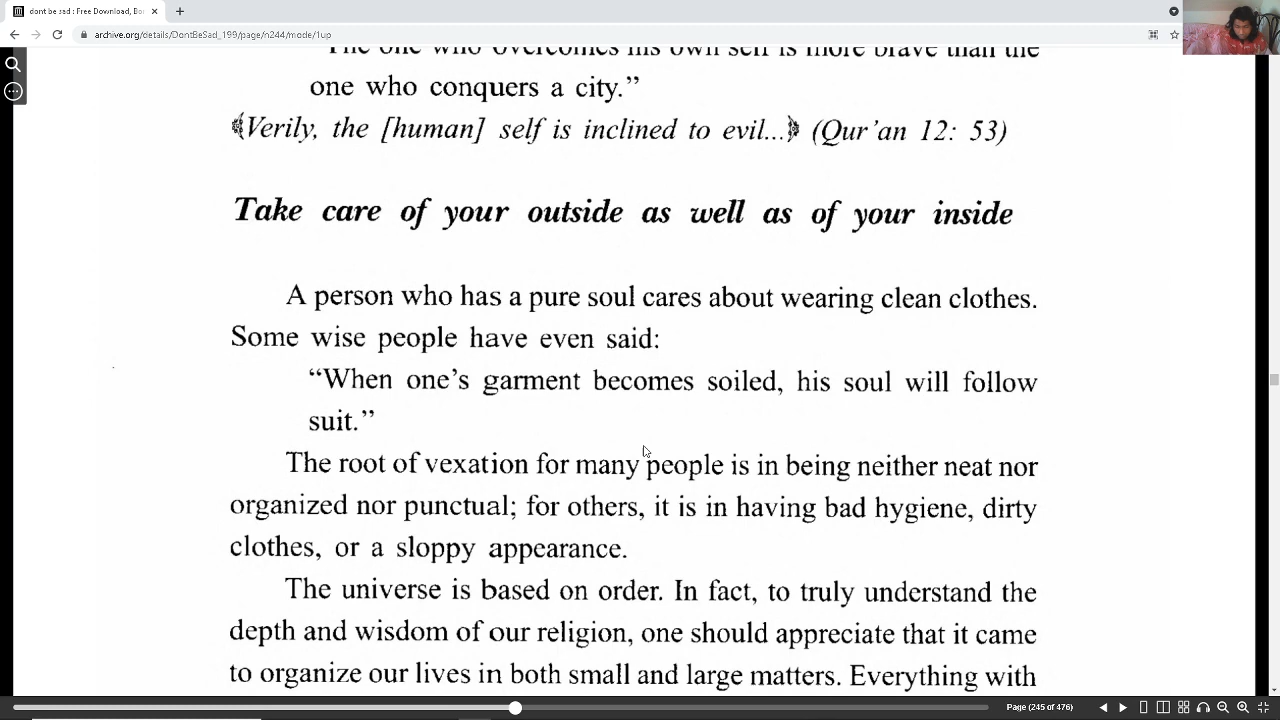 dont be sad : Free Download, Bo
archive.org/details/DontBeSad_199/page/n244/mode/1up
The one who overcomes his own self is more brave than the
one who conquers a city.”
﴾Verily, the [human] self is inclined to evil...﴿ (Qur’an 12: 53)
Take care of your outside as well as of your inside
A person who has a pure soul cares about wearing clean clothes.
Some wise people have even said:
“When one’s garment becomes soiled, his soul will follow
suit.”
The root of vexation for many people is in being neither neat nor
organized nor punctual; for others, it is in having bad hygiene, dirty
clothes, or a sloppy appearance.
The universe is based on order. In fact, to truly understand the
depth and wisdom of our religion, one should appreciate that it came
to organize our lives in both small and large matters. Everything with
Page (245 of 476)